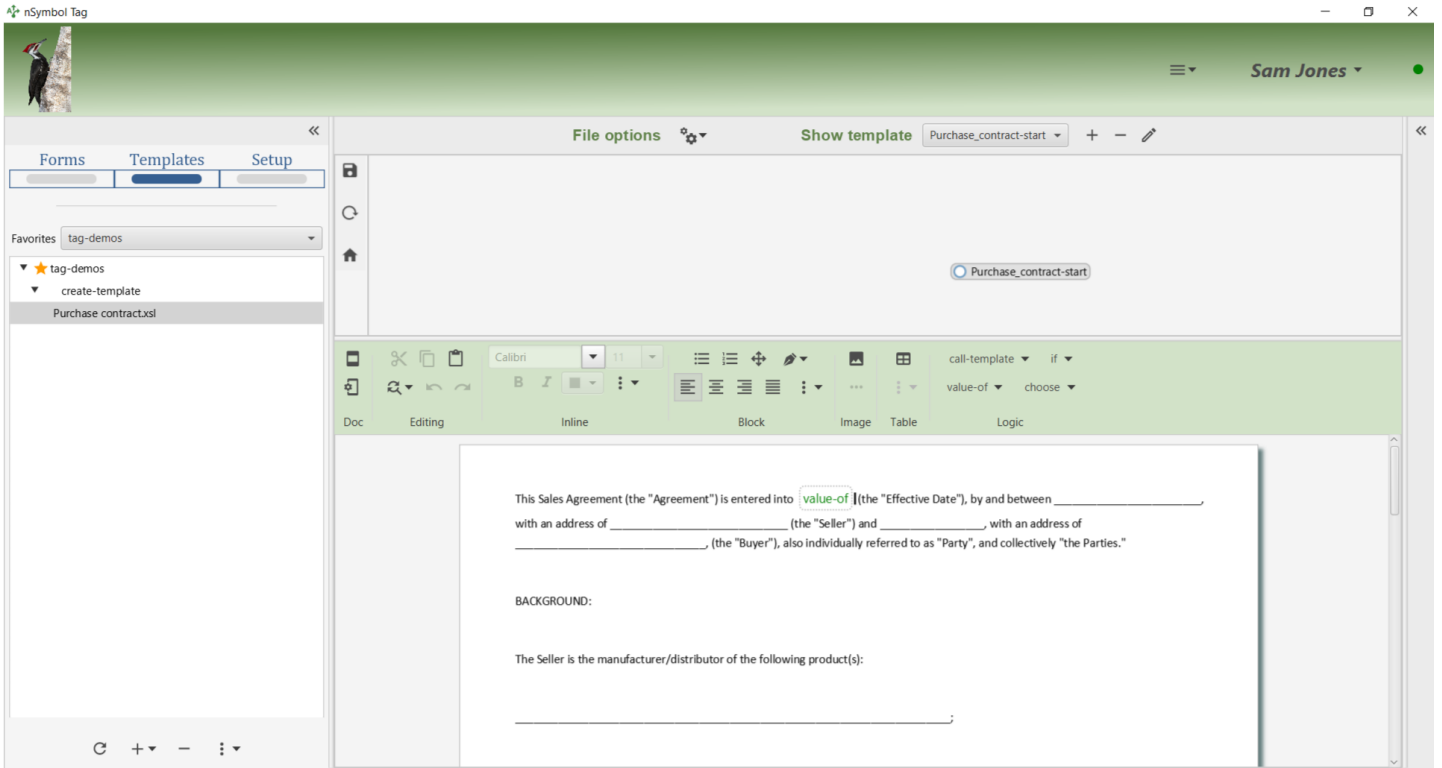 nSymbol Tag
Sam Jones
File options
Show template
Purchase_contract-start
Forms
Templates
Setup
Favorites
tag-demos
tag-demos
create-template
Purchase contract.xsl
Purchase_contract-start
Calibri
11
call-template
if
B
I
value-of
choose
Doc
Editing
Inline
Block
Image
Table
Logic
This Sales Agreement (the "Agreement") is entered into value-of (the "Effective Date"), by and between ________________________,
with an address of _____________________________ (the "Seller") and _________________, with an address of
_______________________________, (the "Buyer"), also individually referred to as "Party", and collectively "the Parties."
BACKGROUND:
The Seller is the manufacturer/distributor of the following product(s):
_______________________________________________________________________;